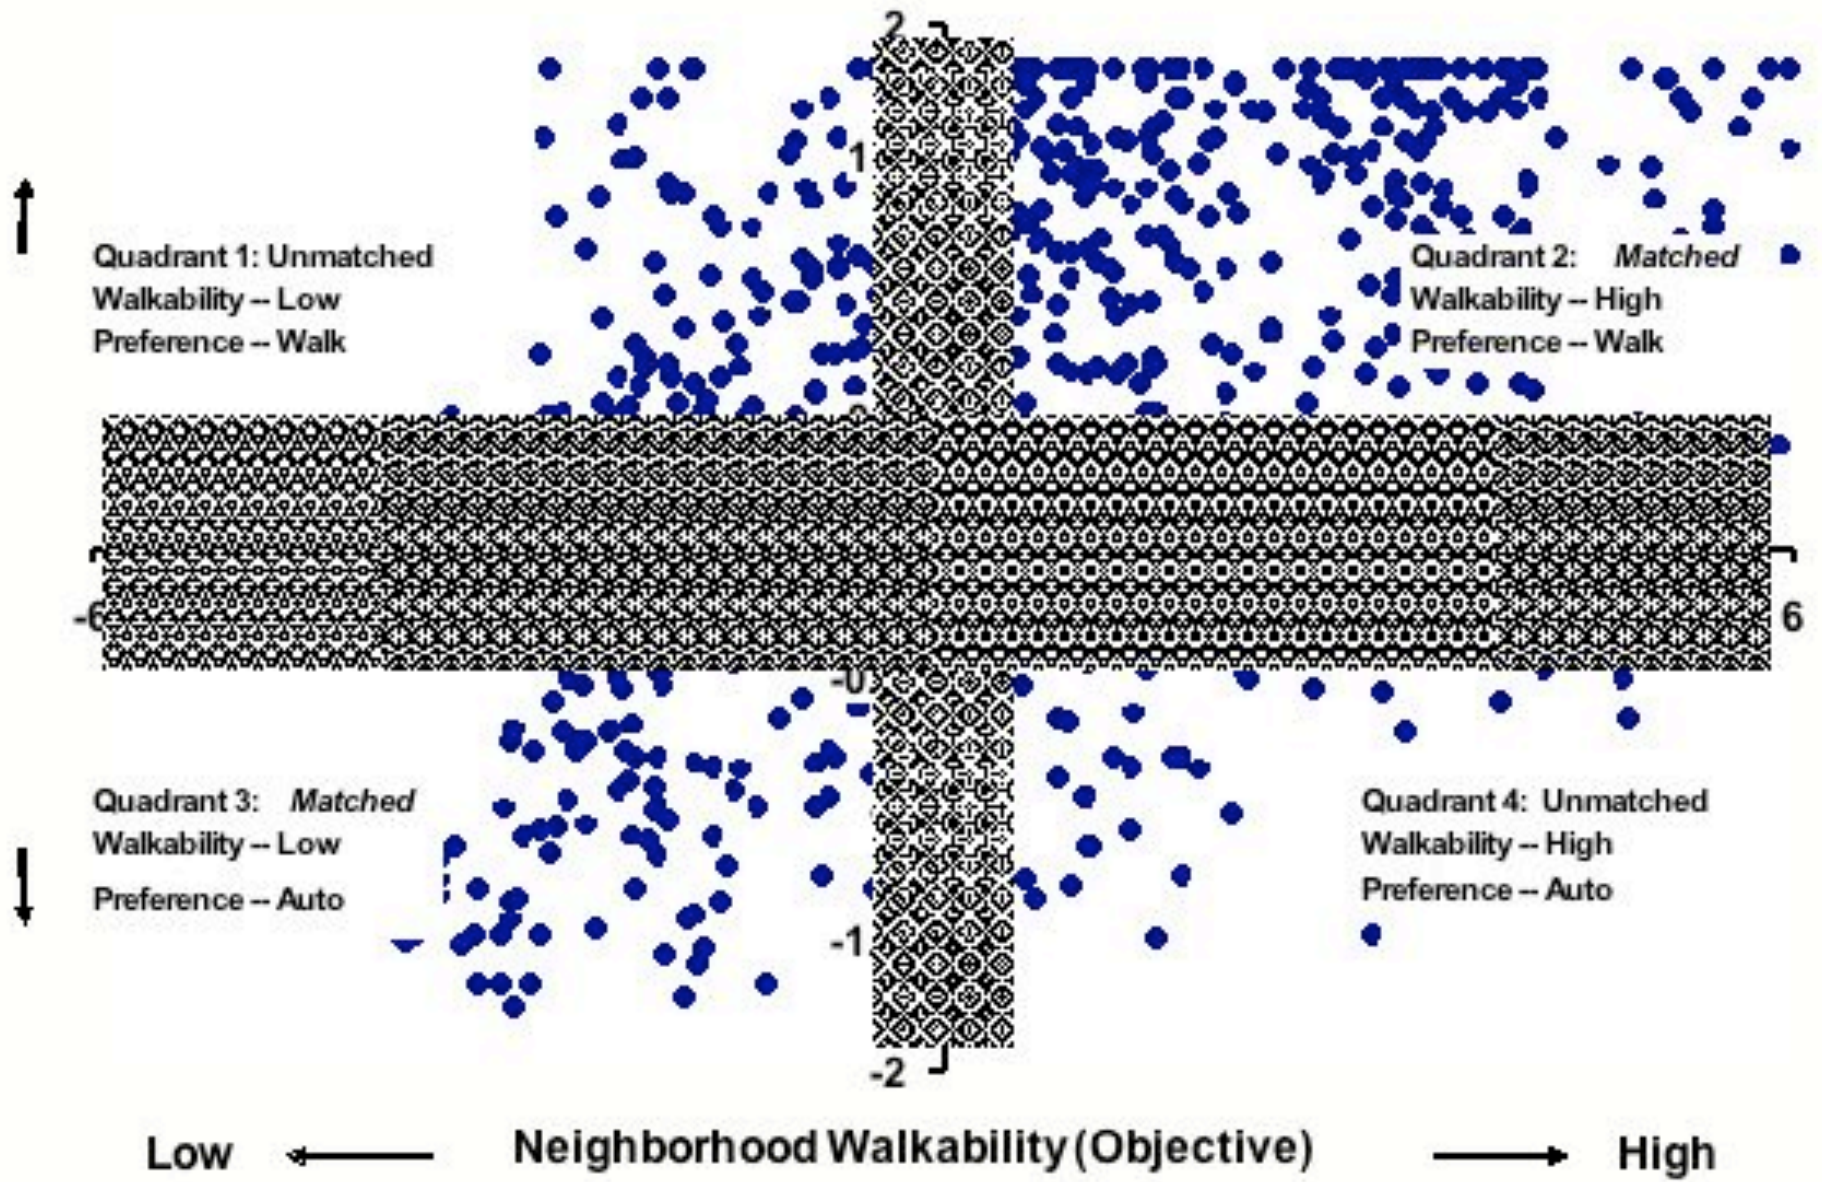 2
1
Quadrant 1: Unmatched
Walkability -- Low
Preference -- Walk
Quadrant 2: Matched
Walkability -- High
Preference -- Walk
-6
6
-0
Quadrant 3: Matched
Walkability -- Low
Preference -- Auto
Quadrant 4: Unmatched
Walkability -- High
Preference -- Auto
-1
-2
Low Neighborhood Walkability (Objective) High